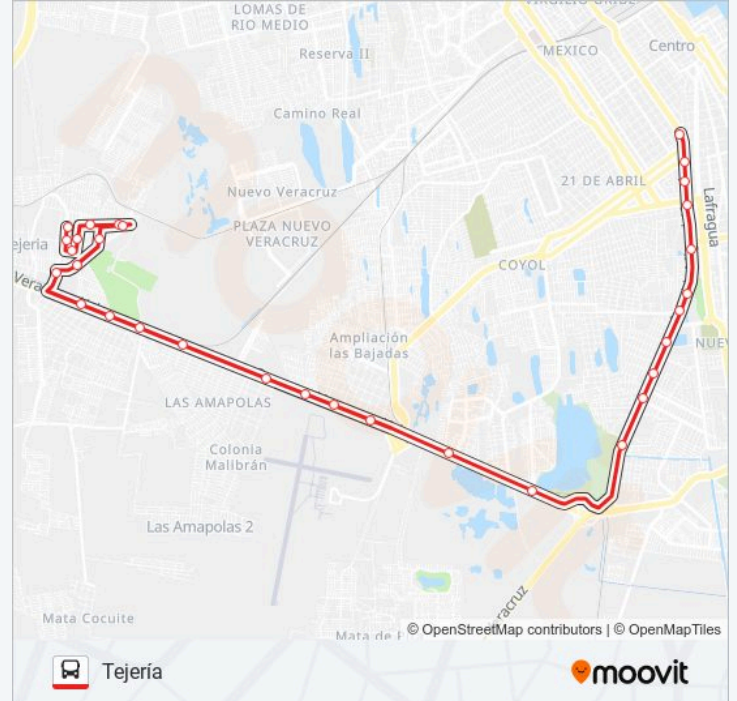 LOMAS DE
RIO MEDIO
Reserva II
MEXICO
Centro
Camino Real
Nuevo Veracruz
21 DE ABRIL
Lafragua
PLAZA NUEVO
VERACRUZ
ejeria
COYOL
Ampliación
las Bajadas
LAS AMAPOLAS
Colonia
Malibrán
Las Amapolas 2
Mata Cocuite
© OpenStreetMap contributors | © OpenMapTiles
Tejería
moovit